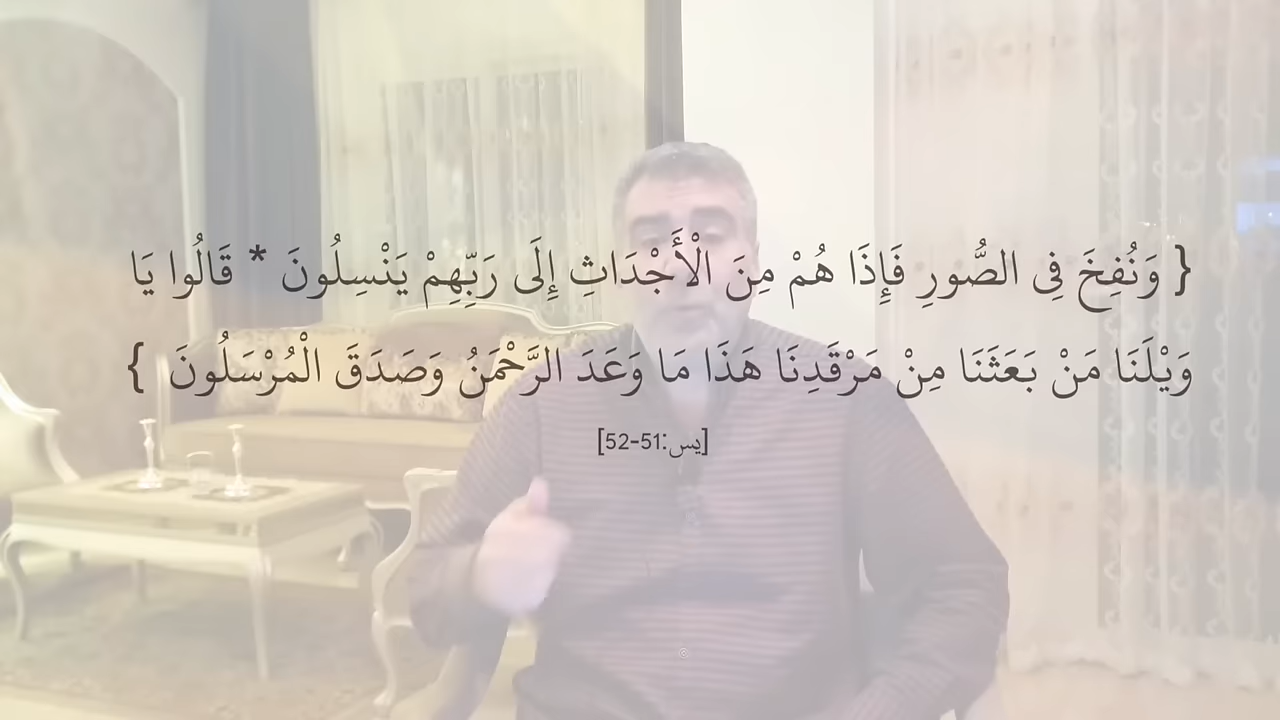 { وَنُفِخَ فِى الصُّورِ فَإِذَا هُمْ مِنَ الْأَجْدَاثِ إِلَى رَبِّهِمْ يَنْسِلُونَ * قَالُوا يَا
وَيْلَنَا مَنْ بَعَثَنَا مِنْ مَرْقَدِنَا هَذَا مَا وَعَدَ الرَّحْمَنُ وَصَدَقَ الْمُرْسَلُونَ }
[يس:51-52]